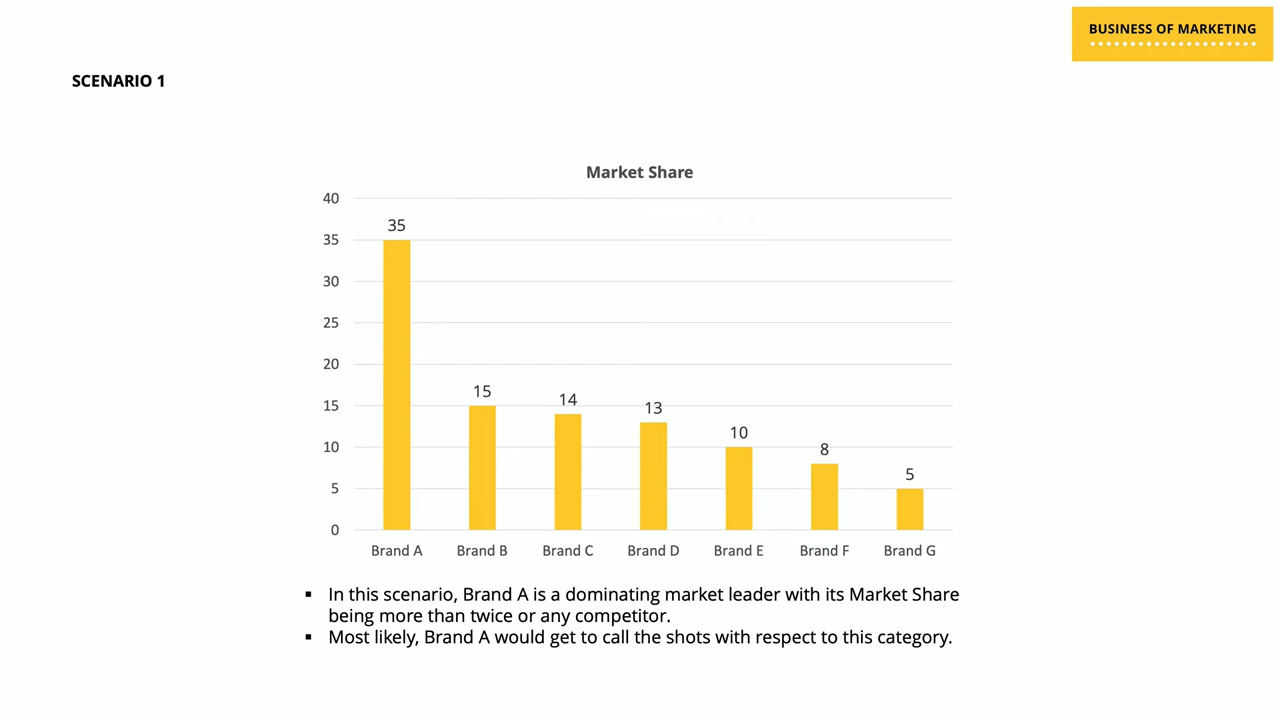 BUSINESS OF MARKETING
SCENARIO 1
Market Share
40
35
30
25
20
15
10
5
0
35
15
14
13
10
8
5
Brand A
Brand B
Brand C
Brand D
Brand E
Brand F
Brand G
▪ In this scenario, Brand A is a dominating market leader with its Market Share
being more than twice or any competitor.
▪ Most likely, Brand A would get to call the shots with respect to this category.